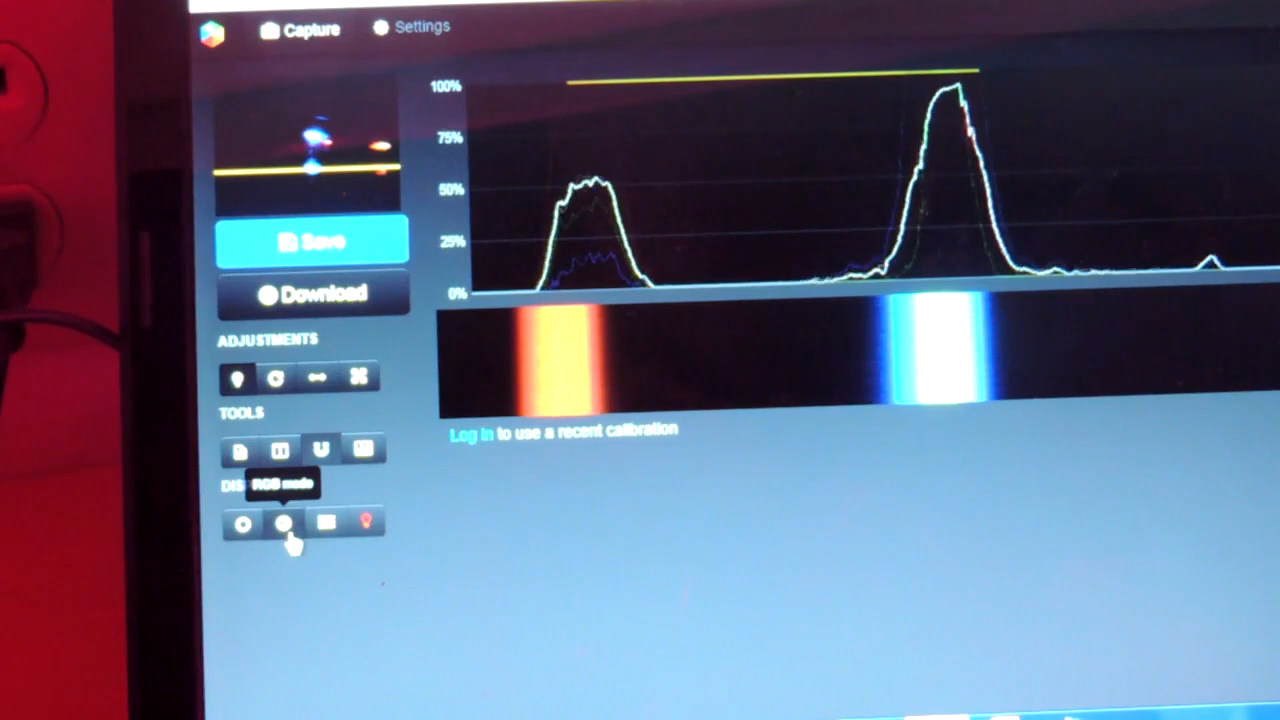 Capture Settings
100%
75%
50%
25%
0%
Save
Download
ADJUSTMENTS
Log in to use a recent calibration
TOOLS
DIS
RGB mode